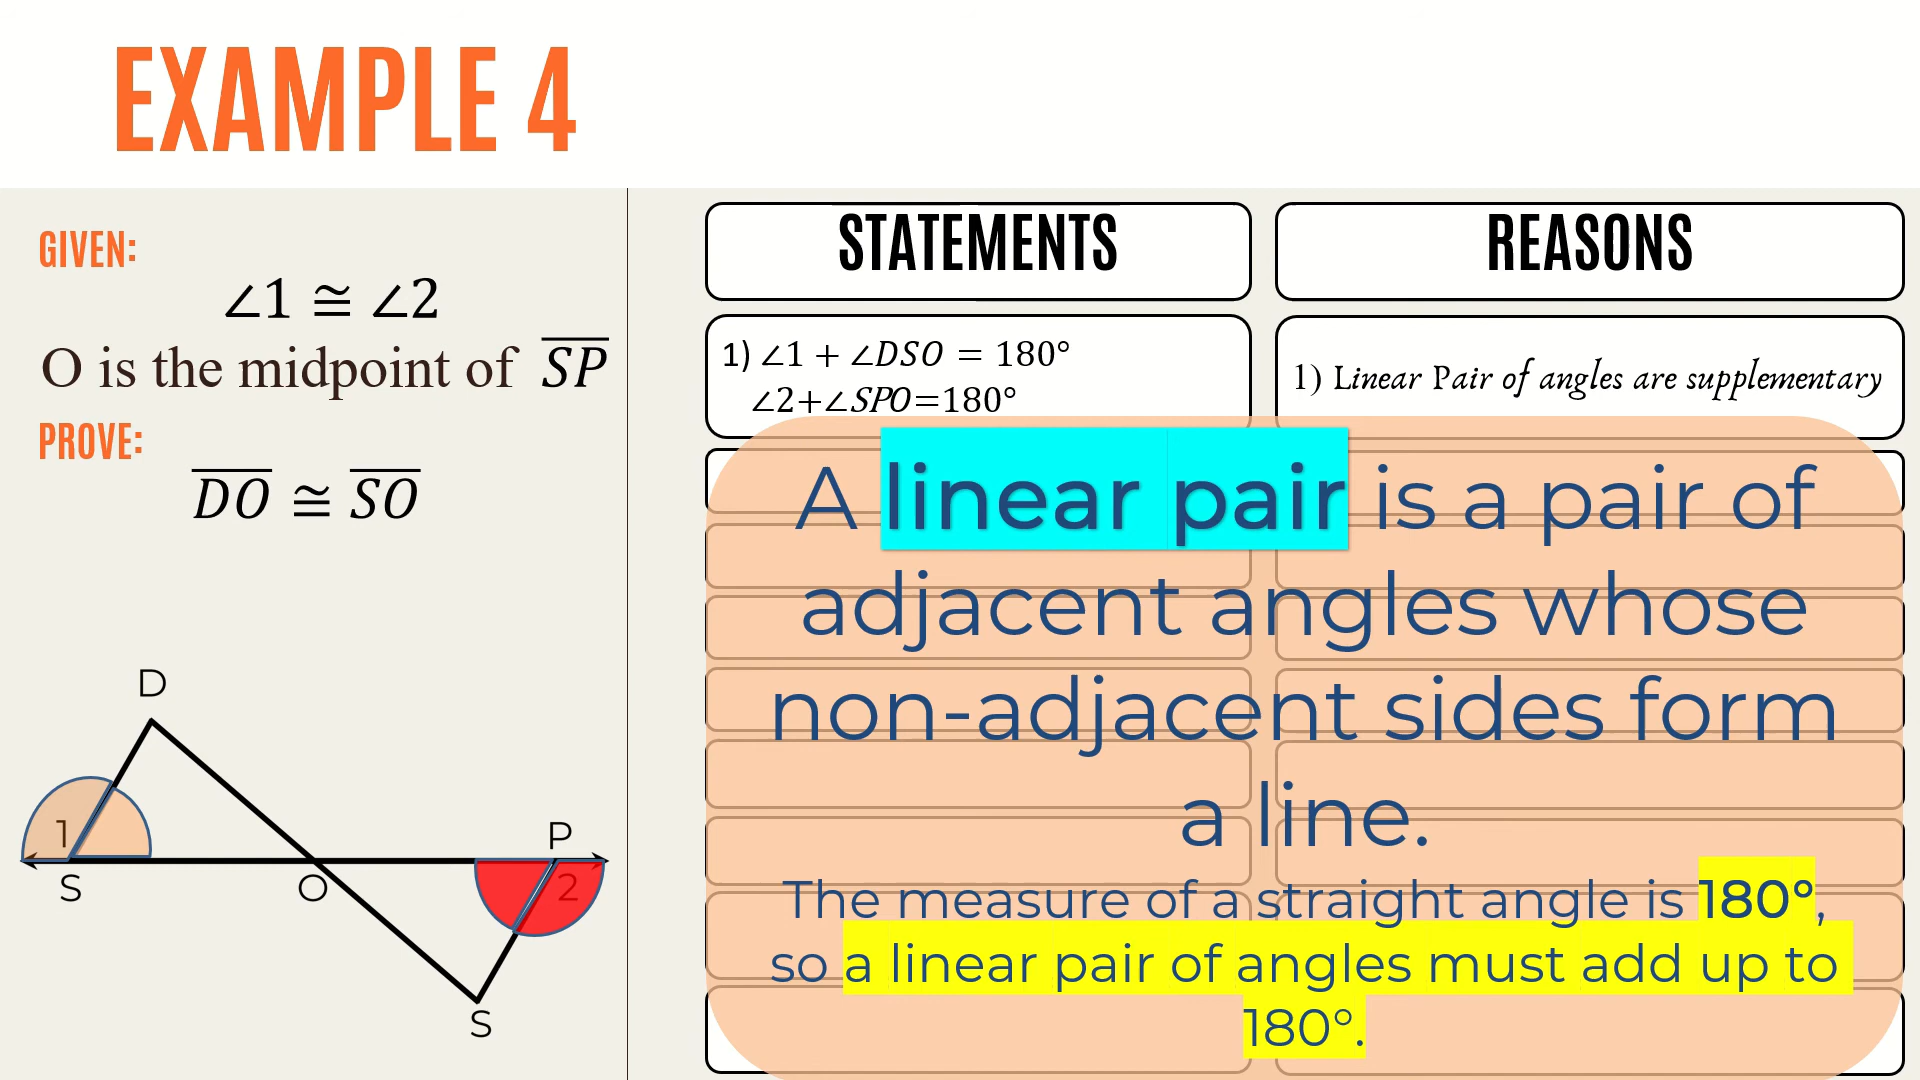 EXAMPLE 4
GIVEN:
∠1 ≅ ∠2
O is the midpoint of SP
PROVE:
DO ≅ SO
D
1
P
S
O
2
S
STATEMENTS
REASONS
1) ∠1 + ∠DSO = 180°
∠2+∠SPO=180°
1) Linear Pair of angles are supplementary
A linear pair is a pair of
adjacent angles whose
non-adjacent sides form
a line.
The measure of a straight angle is 180°,
so a linear pair of angles must add up to
180°.